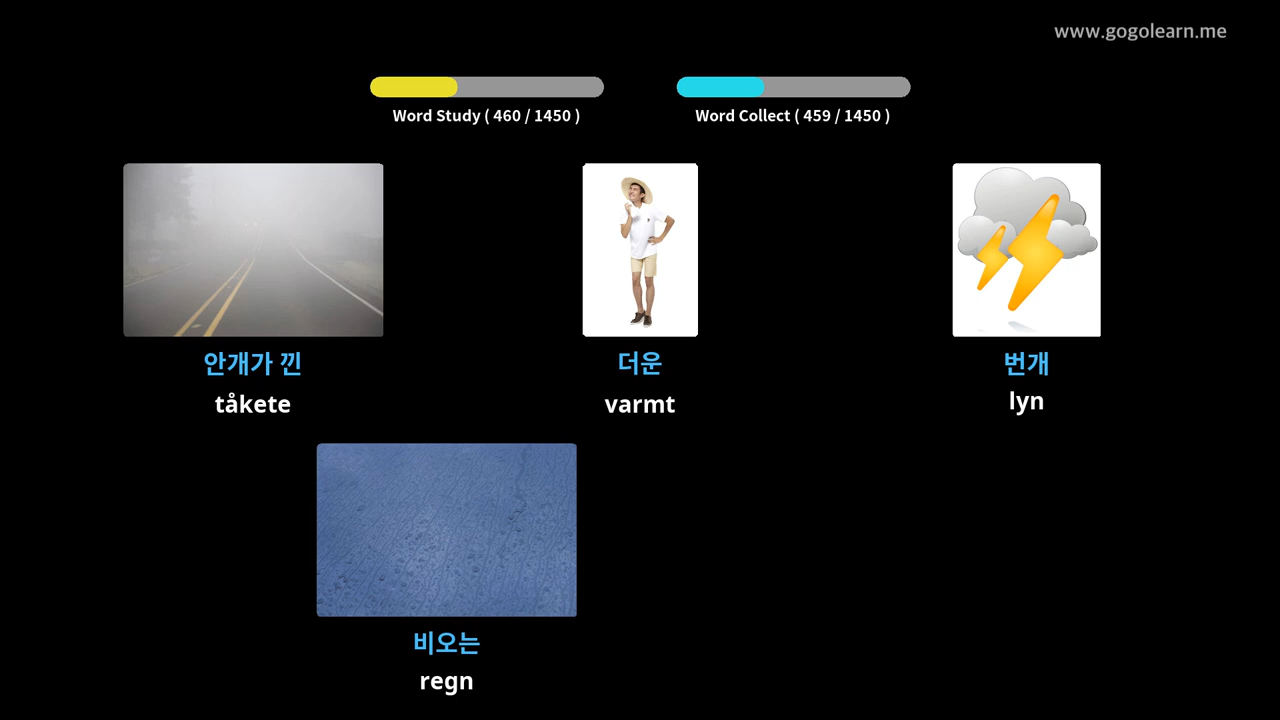 www.gogolearn.me
Word Study ( 460 / 1450 )
Word Collect ( 459 / 1450 )
안개가 낀
tåkete
더운
varmt
번개
lyn
비오는
regn